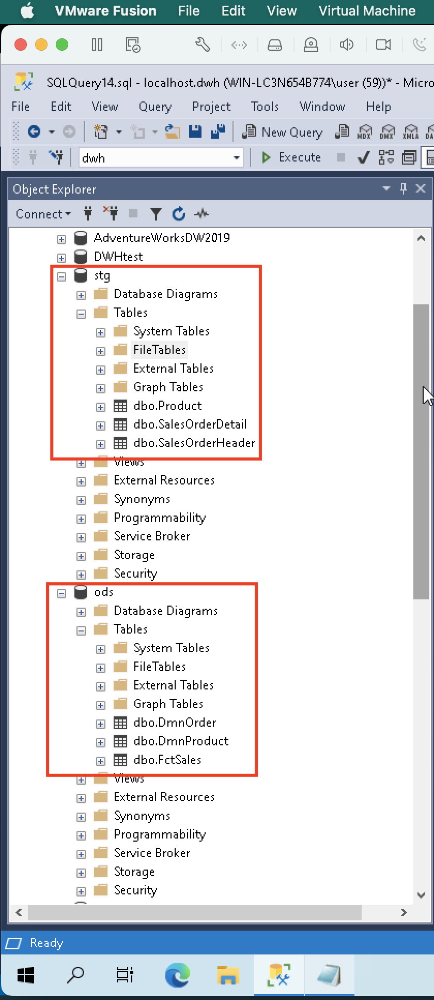 VMware Fusion File Edit View Virtual Machine
SQLQuery14.sql - localhost.dwh (WIN-LC3N654B774\user (59))* - Micro
File Edit View Query Project Tools Window Help
New Query MDX DMX XMLA DA
dwh Execute
Object Explorer
Connect
AdventureWorksDW2019
DWHtest
stg
Database Diagrams
Tables
System Tables
FileTables
External Tables
Graph Tables
dbo.Product
dbo.SalesOrderDetail
dbo.SalesOrderHeader
Views
External Resources
Synonyms
Programmability
Service Broker
Storage
Security
ods
Database Diagrams
Tables
System Tables
FileTables
External Tables
Graph Tables
dbo.DmnOrder
dbo.DmnProduct
dbo.FctSales
Views
External Resources
Synonyms
Programmability
Service Broker
Storage
Security
Ready